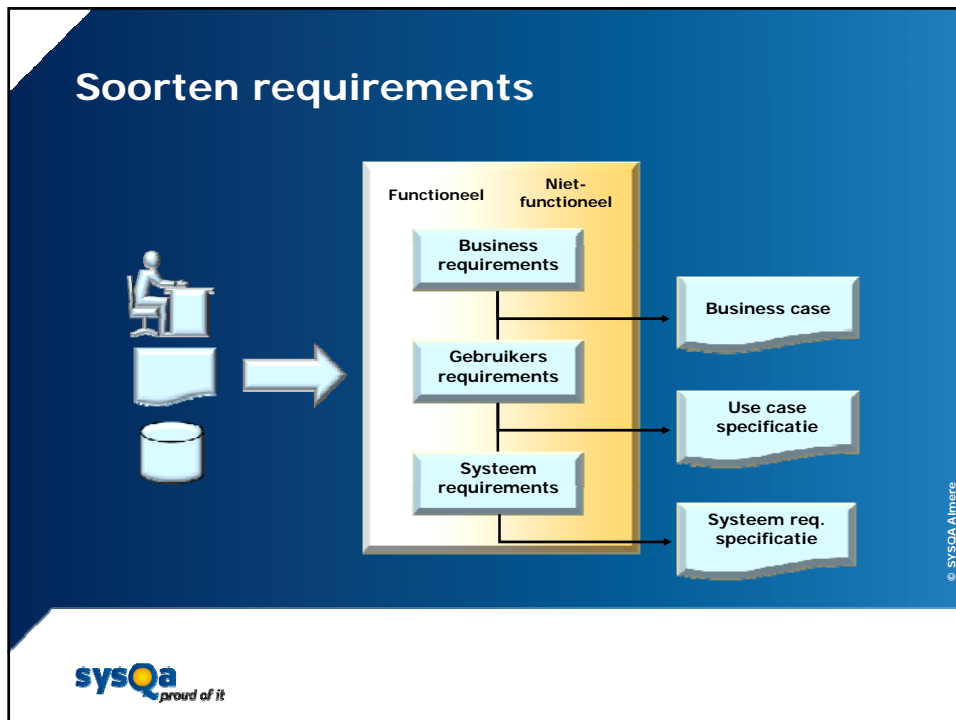 Soorten requirements
Functioneel
Niet-
functioneel
Business
requirements
Gebruikers
requirements
Systeem
requirements
Business case
Use case
specificatie
Systeem req.
specificatie
© SYSQA Almere
sysQa
proud of it